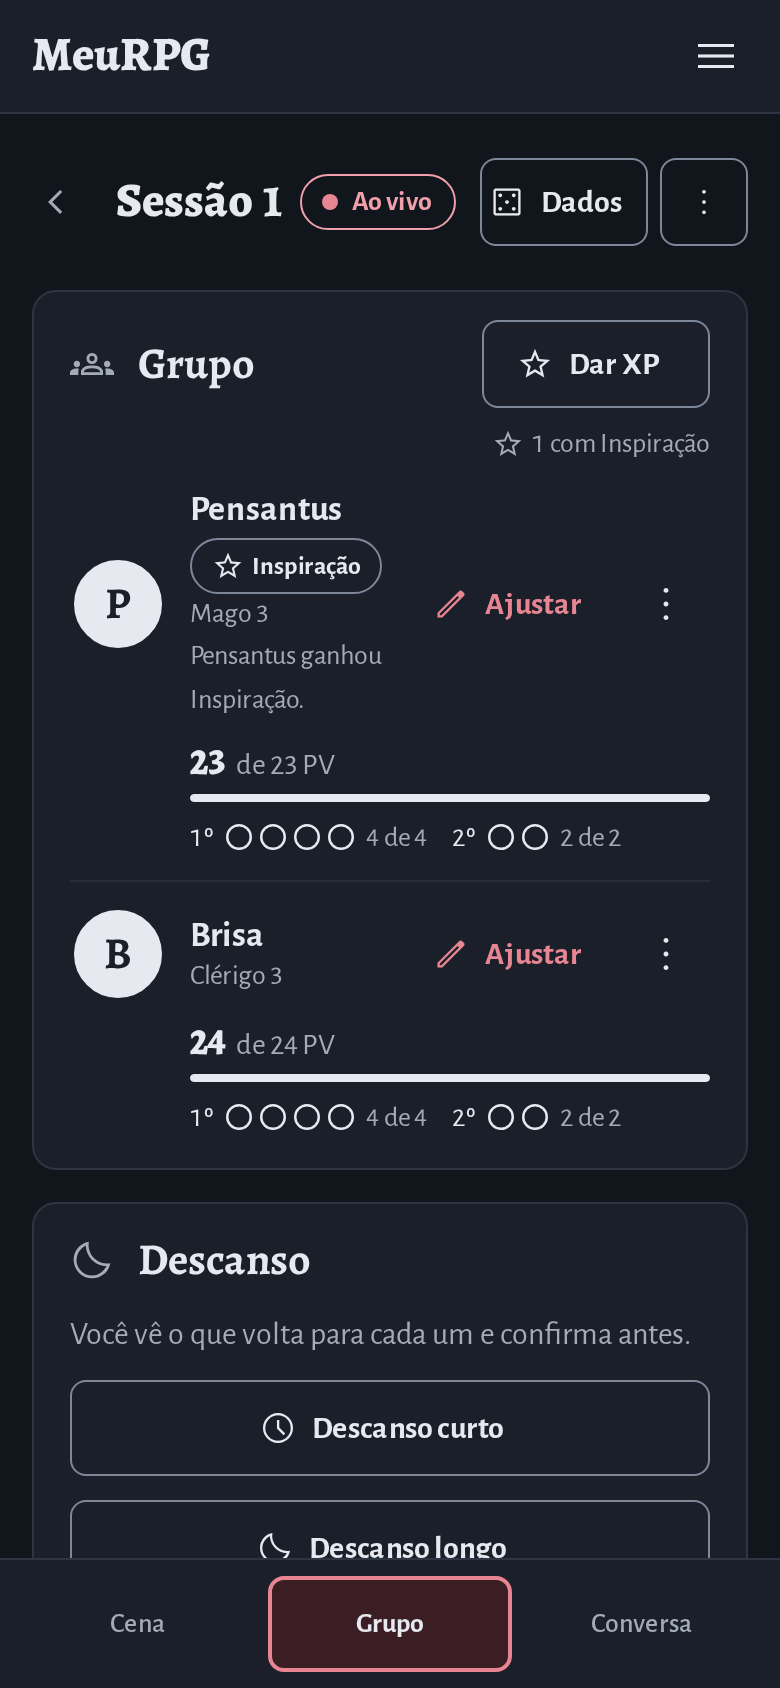 MeuRPG
Sessão 1
Ao vivo
Dados
Grupo
Dar XP
1 com Inspiração
Pensantus
Inspiração
P
Mago 3
Ajustar
Pensantus ganhou
Inspiração.
23 de 23 PV
1º 4 de 4 2º 2 de 2
B
Brisa
Clérigo 3
Ajustar
24 de 24 PV
1º 4 de 4 2º 2 de 2
Descanso
Você vê o que volta para cada um e confirma antes.
Descanso curto
Descanso longo
Cena
Grupo
Conversa